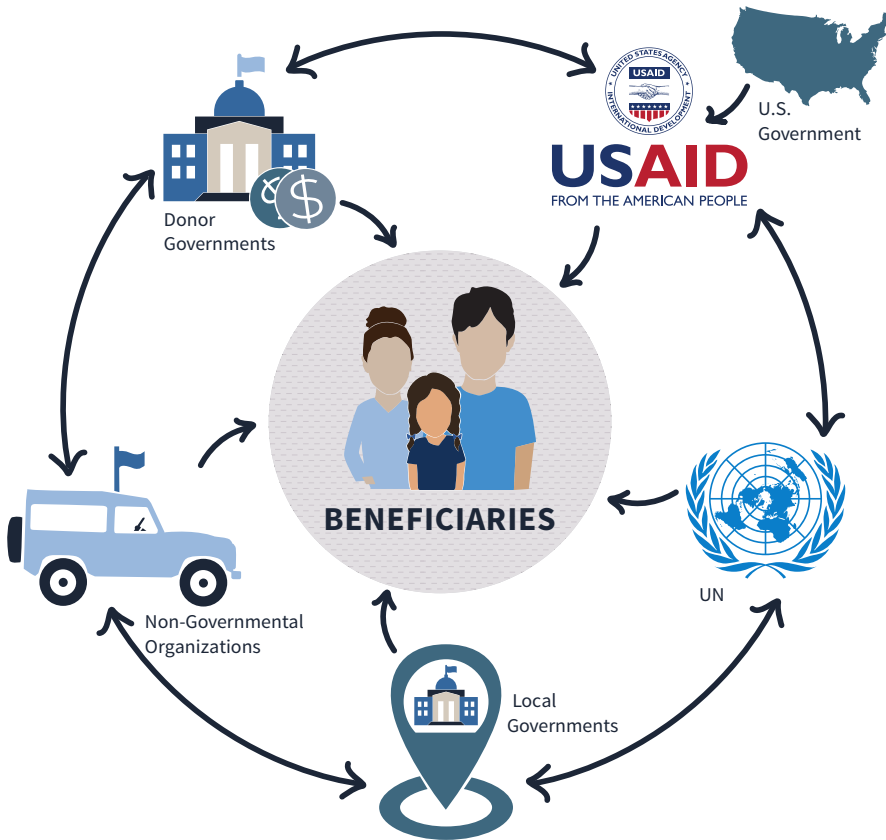 UNITED STATES AGENCY
USAID
INTERNATIONAL DEVELOPMENT
USAID
FROM THE AMERICAN PEOPLE
U.S.
Government
$ $
Donor
Governments
BENEFICIARIES
UN
Non-Governmental
Organizations
Local
Governments